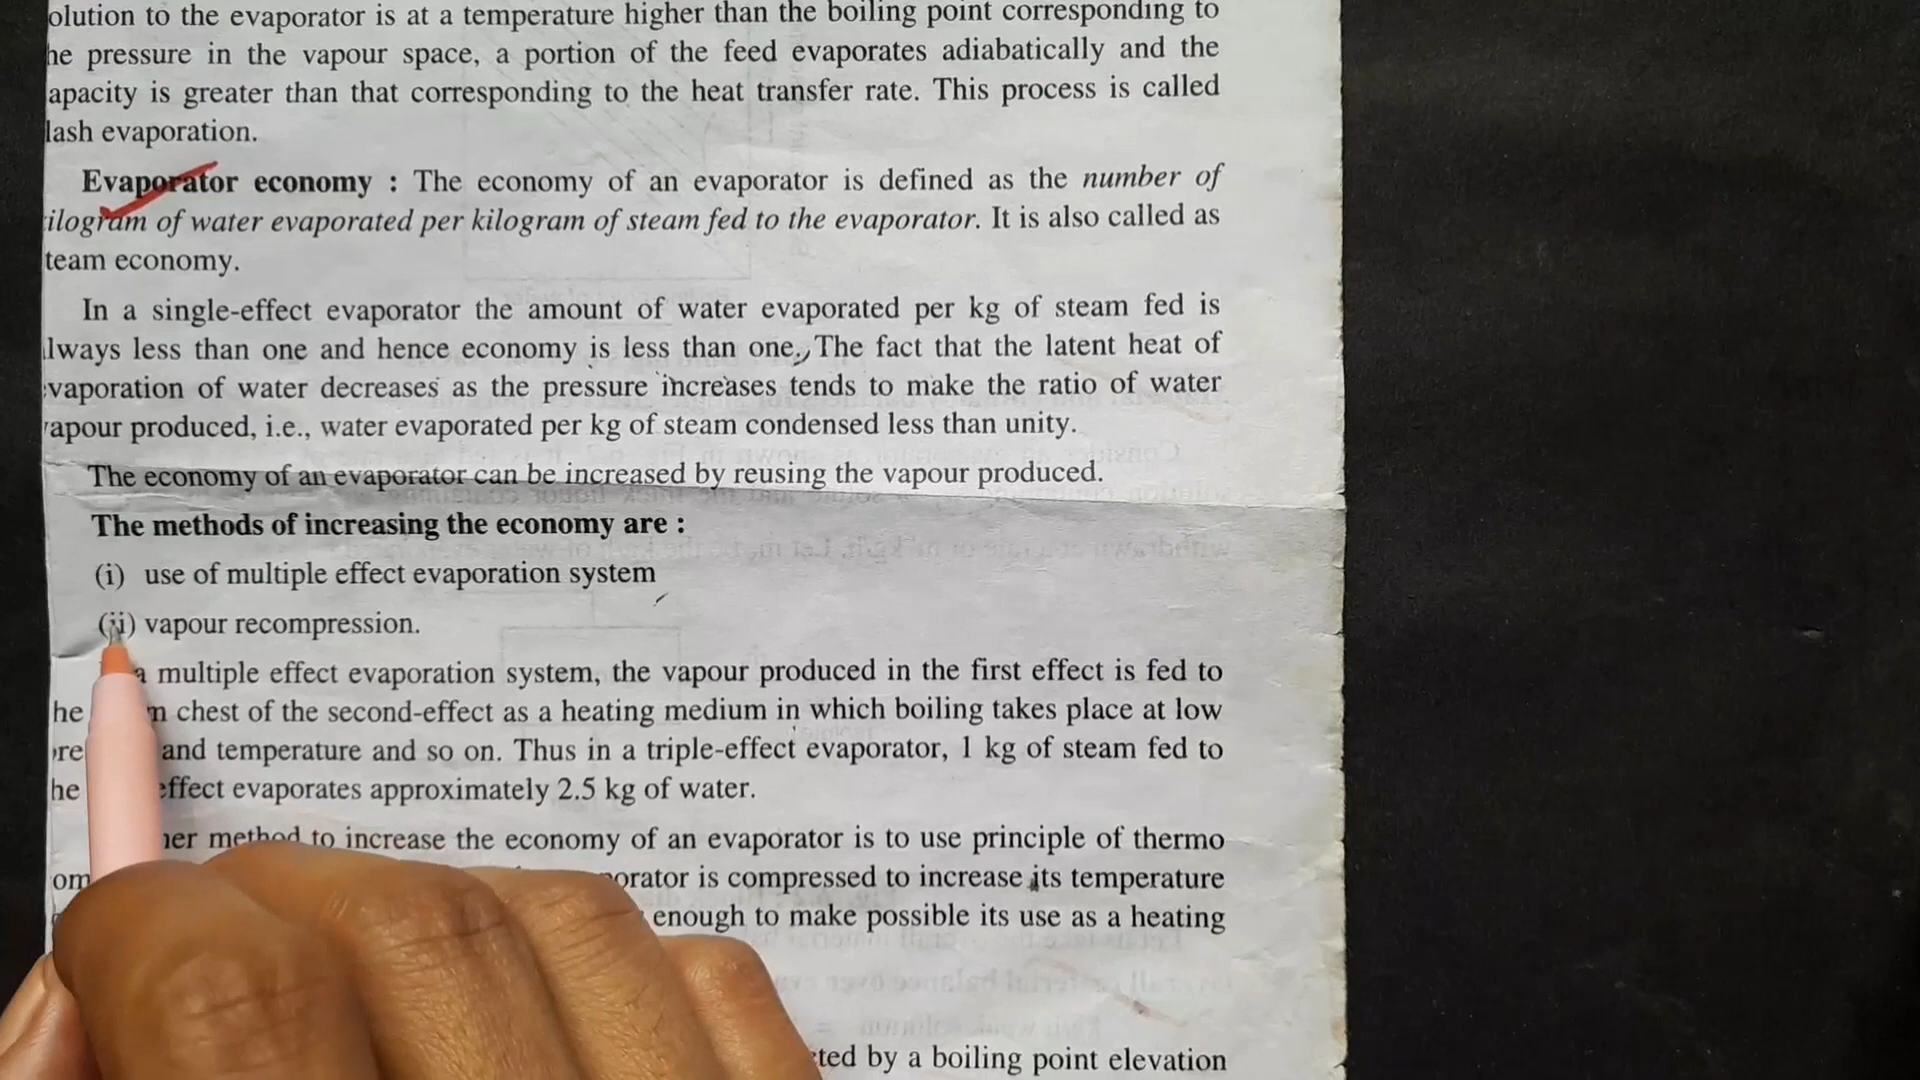 olution to the evaporator is at a temperature higher than the boiling point corresponding to
he pressure in the vapour space, a portion of the feed evaporates adiabatically and the
apacity is greater than that corresponding to the heat transfer rate. This process is called
lash evaporation.
Evaporator economy : The economy of an evaporator is defined as the number of
ilogram of water evaporated per kilogram of steam fed to the evaporator. It is also called as
team economy.
In a single-effect evaporator the amount of water evaporated per kg of steam fed is
lways less than one and hence economy is less than one. The fact that the latent heat of
vaporation of water decreases as the pressure increases tends to make the ratio of water
apour produced, i.e., water evaporated per kg of steam condensed less than unity.
The economy of an evaporator can be increased by reusing the vapour produced.
The methods of increasing the economy are :
(i) use of multiple effect evaporation system
(ii) vapour recompression.
a multiple effect evaporation system, the vapour produced in the first effect is fed to
he chest of the second-effect as a heating medium in which boiling takes place at low
re and temperature and so on. Thus in a triple-effect evaporator, 1 kg of steam fed to
he effect evaporates approximately 2.5 kg of water.
her method to increase the economy of an evaporator is to use principle of thermo
om orator is compressed to increase its temperature
enough to make possible its use as a heating
ted by a boiling point elevation